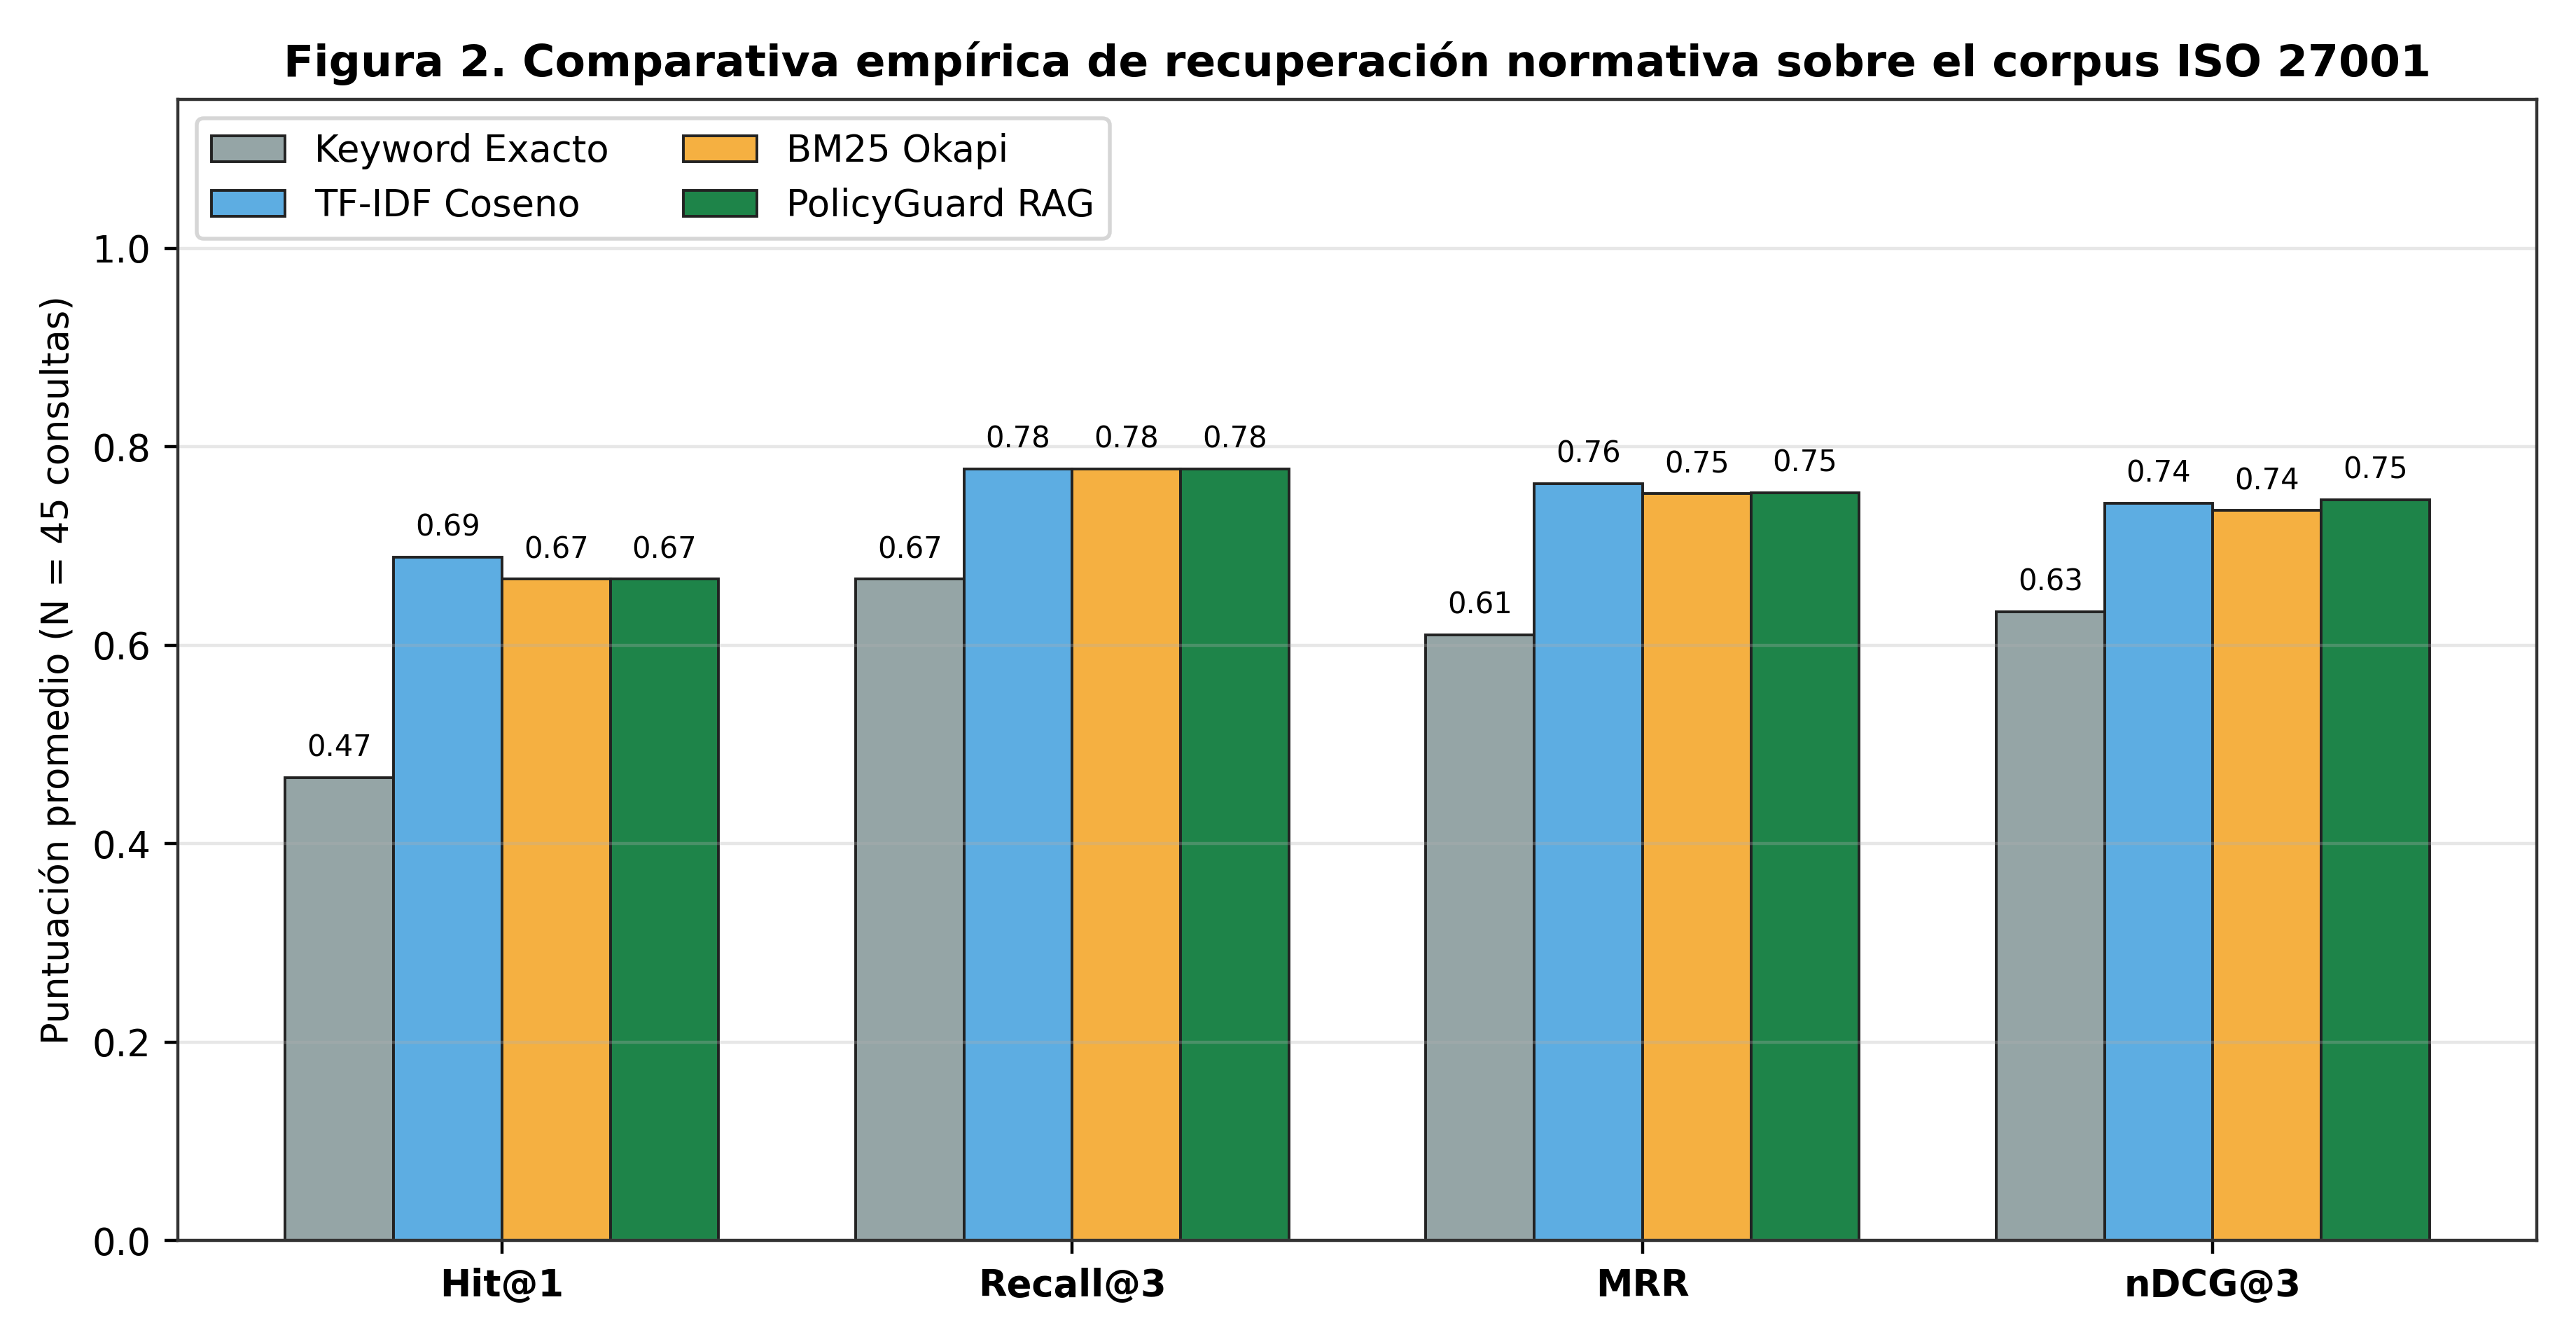 Figura 2. Comparativa empírica de recuperación normativa sobre el corpus ISO 27001
Keyword Exacto
TF-IDF Coseno
BM25 Okapi
PolicyGuard RAG
Puntuación promedio (N = 45 consultas)
1.0
0.8
0.6
0.4
0.2
0.0
0.47
0.69
0.67
0.67
0.67
0.78
0.78
0.78
0.61
0.76
0.75
0.75
0.63
0.74
0.74
0.75
Hit@1
Recall@3
MRR
nDCG@3